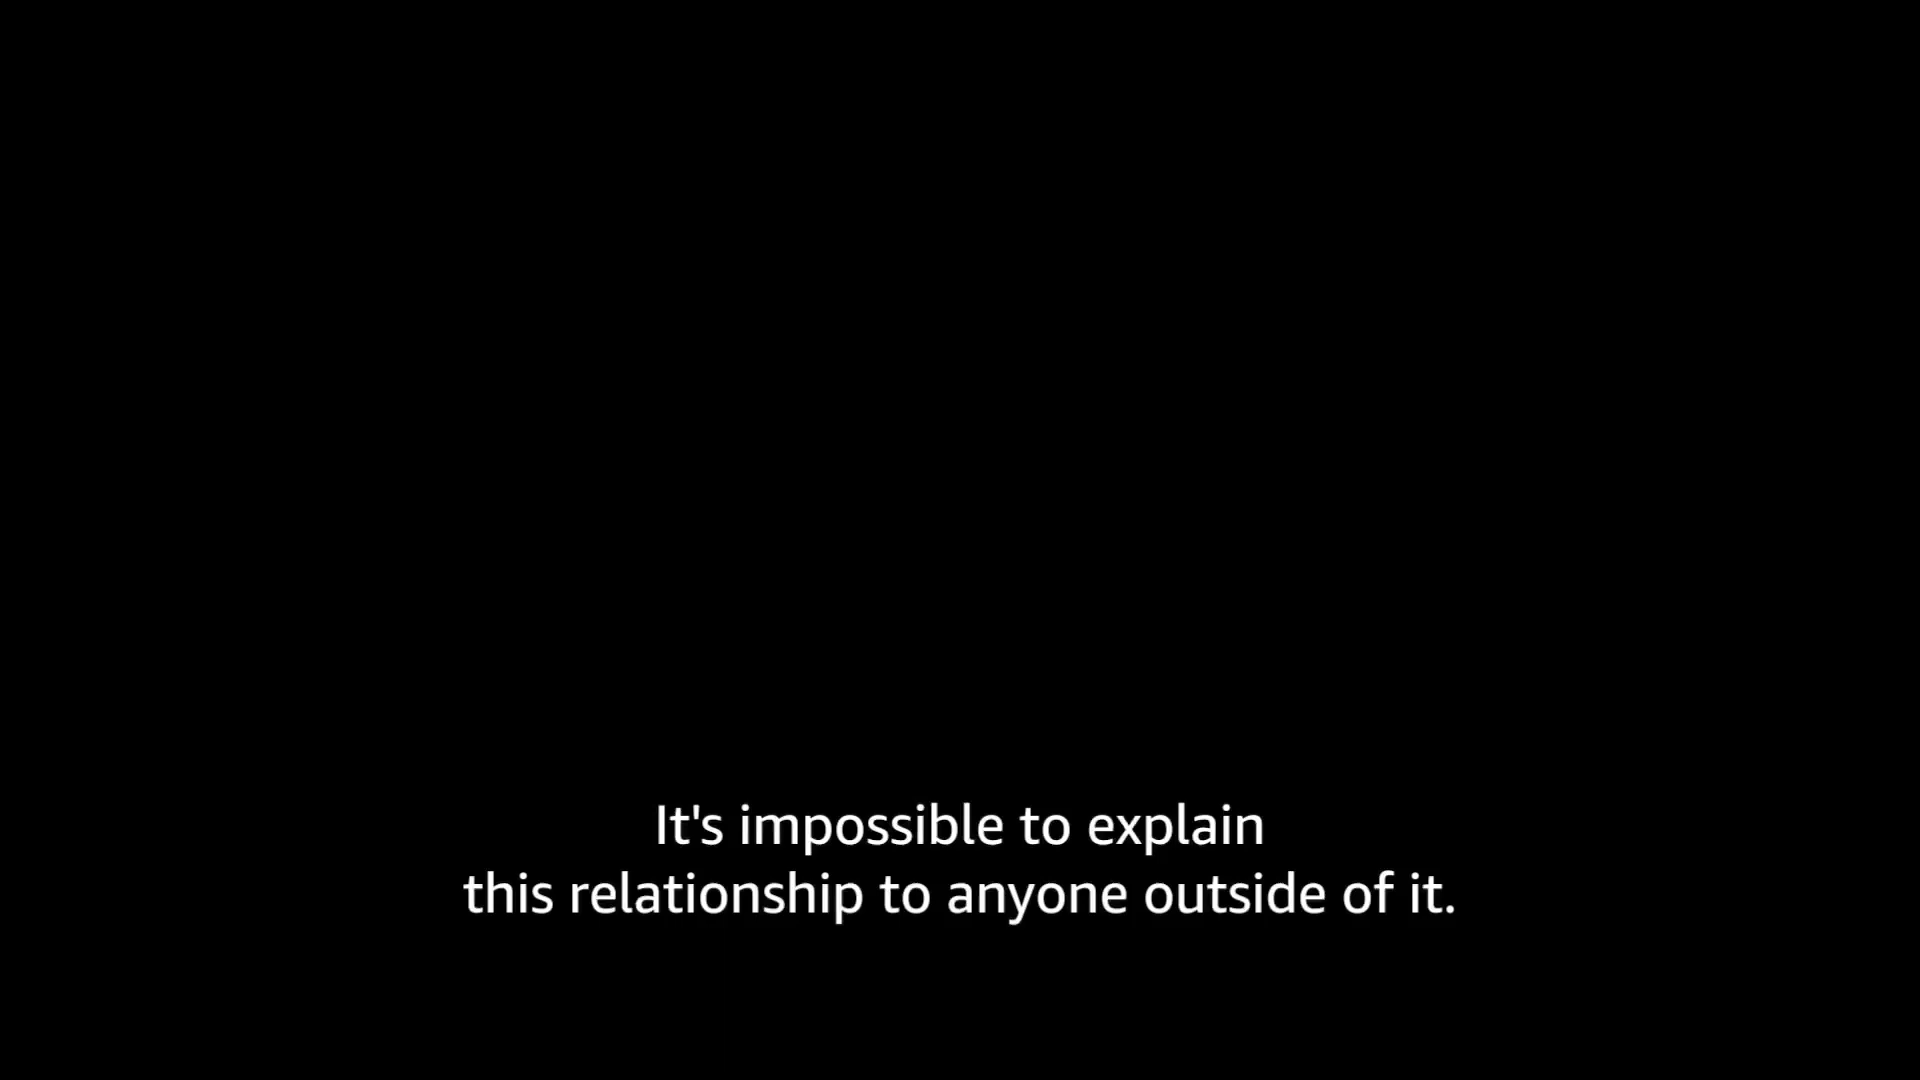 It's impossible to explain
this relationship to anyone outside of it.